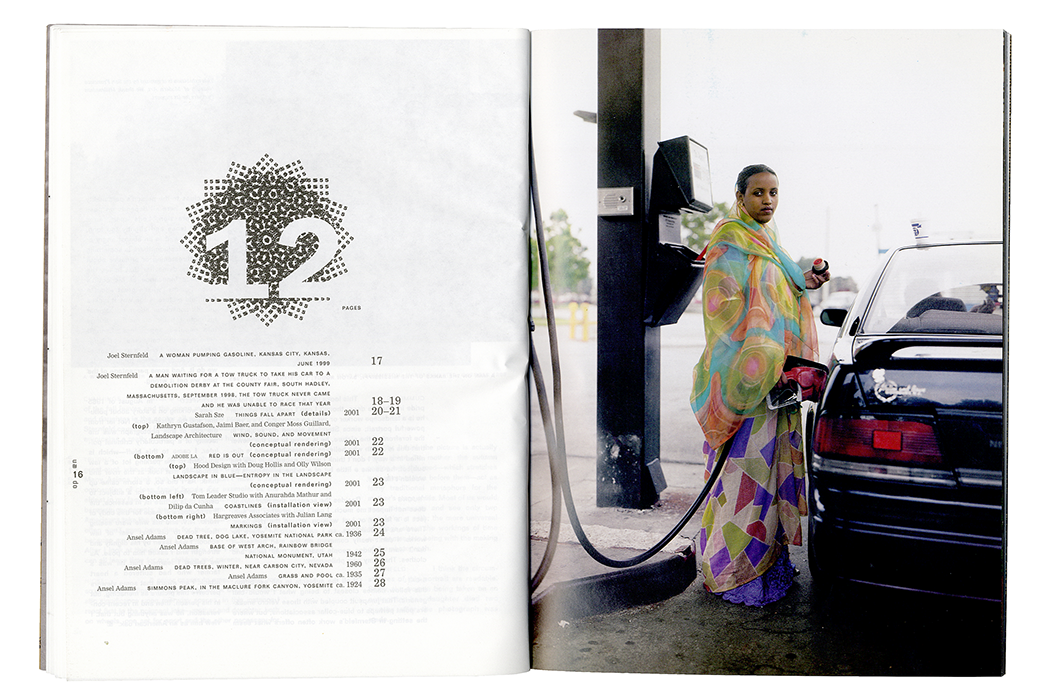 12
PAGES
Joel Sternfeld A WOMAN PUMPING GASOLINE, KANSAS CITY, KANSAS,
JUNE 1999 17
Joel Sternfeld A MAN WAITING FOR A TOW TRUCK TO TAKE HIS CAR TO A
DEMOLITION DERBY AT THE COUNTY FAIR, SOUTH HADLEY,
MASSACHUSETTS, SEPTEMBER 1998, THE TOW TRUCK NEVER CAME
AND HE WAS UNABLE TO RACE THAT YEAR 18–19
Sarah Sze THINGS FALL APART (details) 2001 20–21
(top) Kathryn Gustafson, Jaimi Baer, and Conger Moss Guillard,
Landscape Architecture WIND, SOUND, AND MOVEMENT
(conceptual rendering) 2001 22
(bottom) ADOBE LA RED IS OUT (conceptual rendering) 2001 22
(top) Hood Design with Doug Hollis and Olly Wilson
LANDSCAPE IN BLUE—ENTROPY IN THE LANDSCAPE
(conceptual rendering) 2001 23
(bottom left) Tom Leader Studio with Anurahda Mathur and
Dilip da Cunha COASTLINES (installation view) 2001 23
(bottom right) Hargreaves Associates with Julian Lang
MARKINGS (installation view) 2001 23
Ansel Adams DEAD TREE, DOG LAKE, YOSEMITE NATIONAL PARK ca. 1936 24
Ansel Adams BASE OF WEST ARCH, RAINBOW BRIDGE
NATIONAL MONUMENT, UTAH 1942 25
Ansel Adams DEAD TREES, WINTER, NEAR CARSON CITY, NEVADA 1960 26
Ansel Adams GRASS AND POOL ca. 1935 27
Ansel Adams SIMMONS PEAK, IN THE MACLURE FORK CANYON, YOSEMITE ca. 1924 28
16